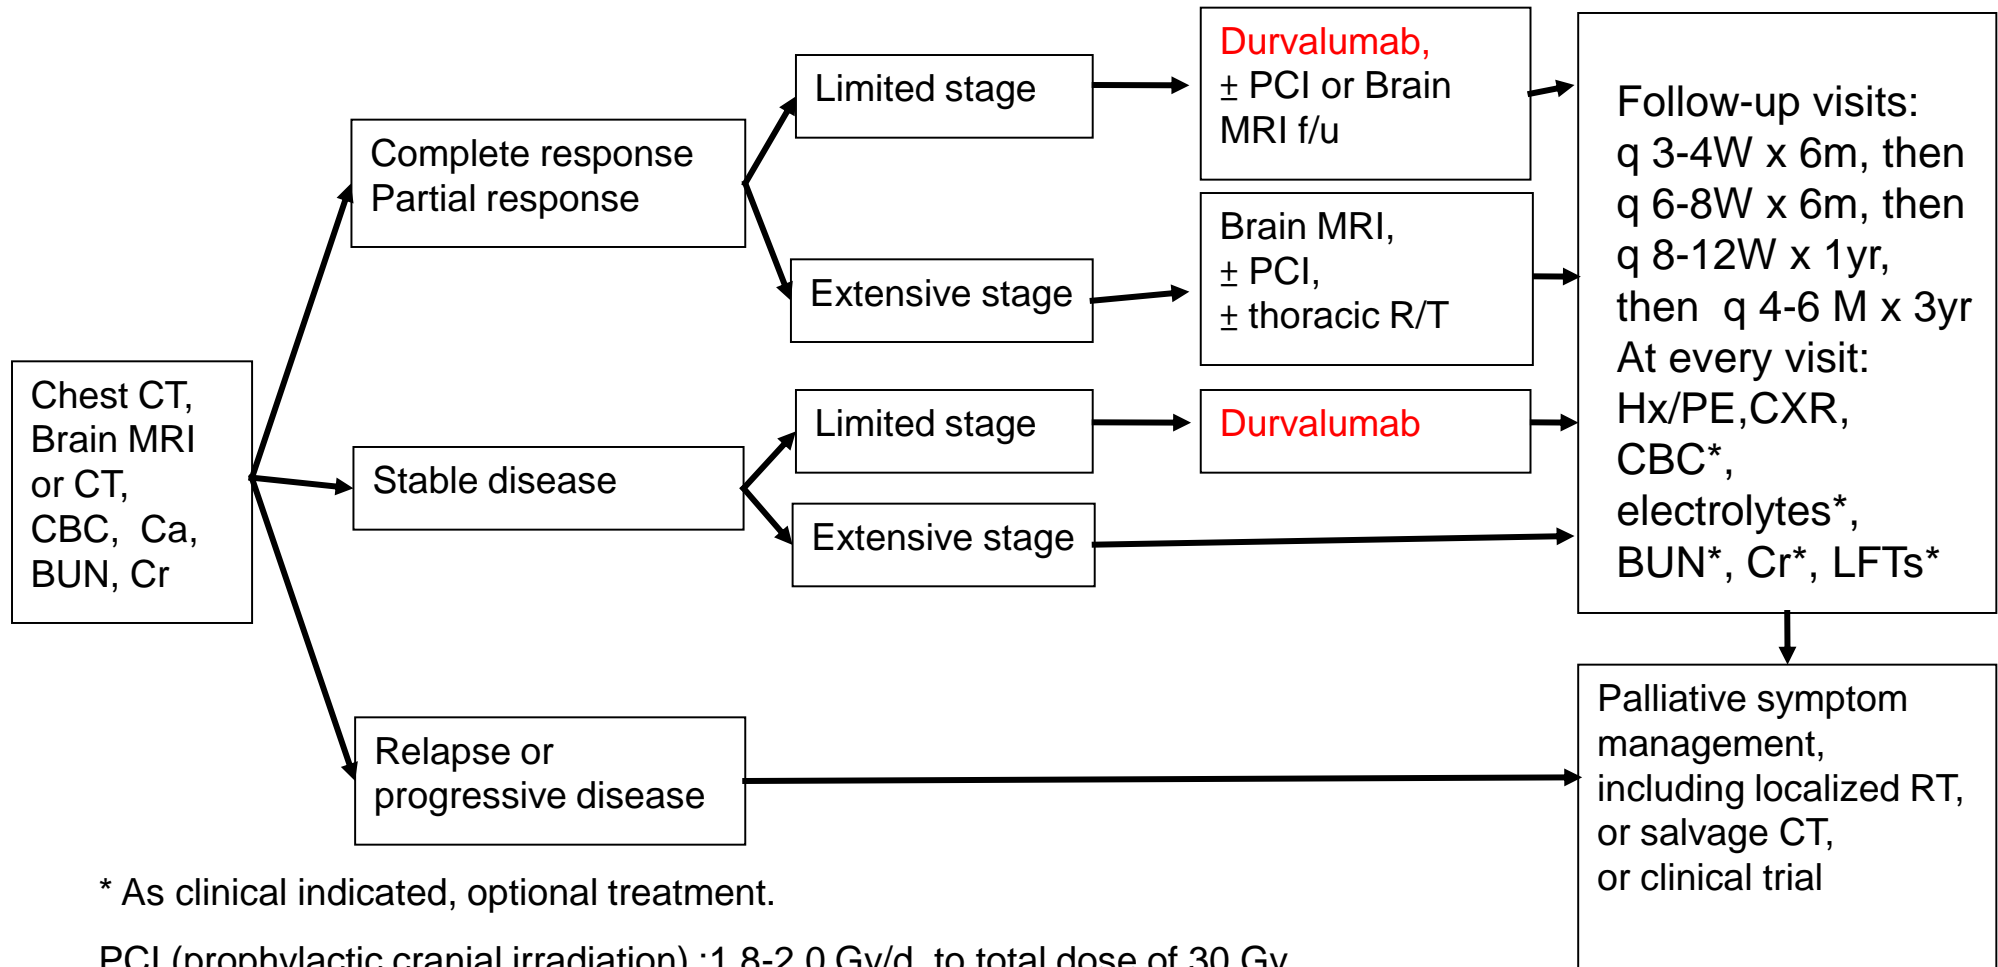 Chest CT,
Brain MRI
or CT,
CBC, Ca,
BUN, Cr
Complete response
Partial response
Stable disease
Relapse or
progressive disease
Limited stage
Extensive stage
Limited stage
Extensive stage
Durvalumab,
± PCI or Brain
MRI f/u
Brain MRI,
± PCI,
± thoracic R/T
Durvalumab
Follow-up visits:
q 3-4W x 6m, then
q 6-8W x 6m, then
q 8-12W x 1yr,
then q 4-6 M x 3yr
At every visit:
Hx/PE,CXR,
CBC*,
electrolytes*,
BUN*, Cr*, LFTs*
Palliative symptom
management,
including localized RT,
or salvage CT,
or clinical trial
* As clinical indicated, optional treatment.
PCI (prophylactic cranial irradiation) :1.8-2.0 Gy/d, to total dose of 30 Gy